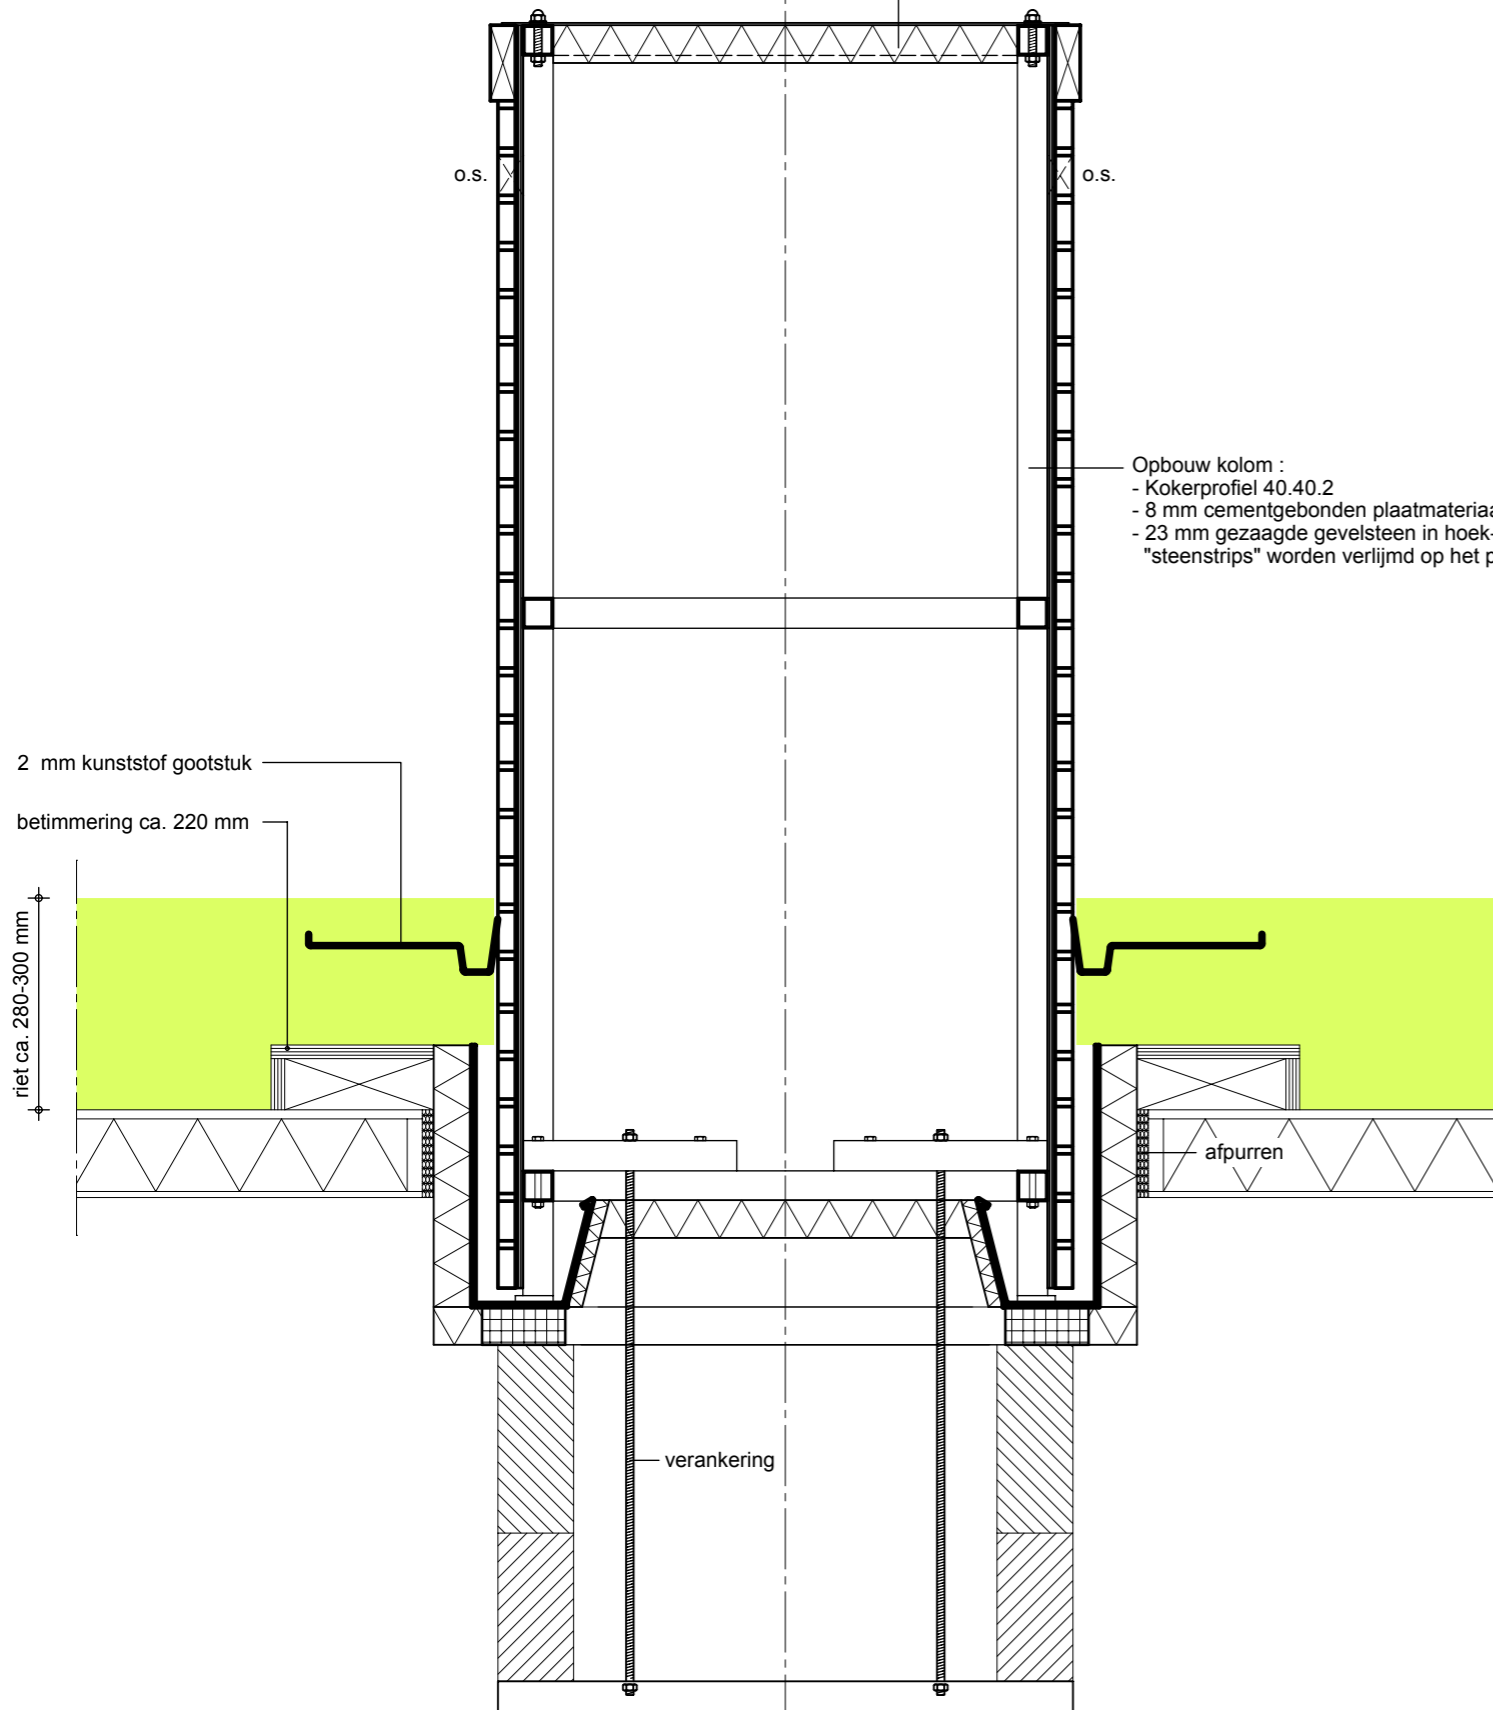 o.s.
o.s.
Opbouw kolom :
- Kokerprofiel 40.40.2
- 8 mm cementgebonden
- 23 mm gezaagde gevelsteen in hoek-
"steenstrips" worden verlijmd op het
2 mm kunststof gootstuk
betimmering ca. 220 mm
riet ca. 280-300 mm
afpurren
verankering